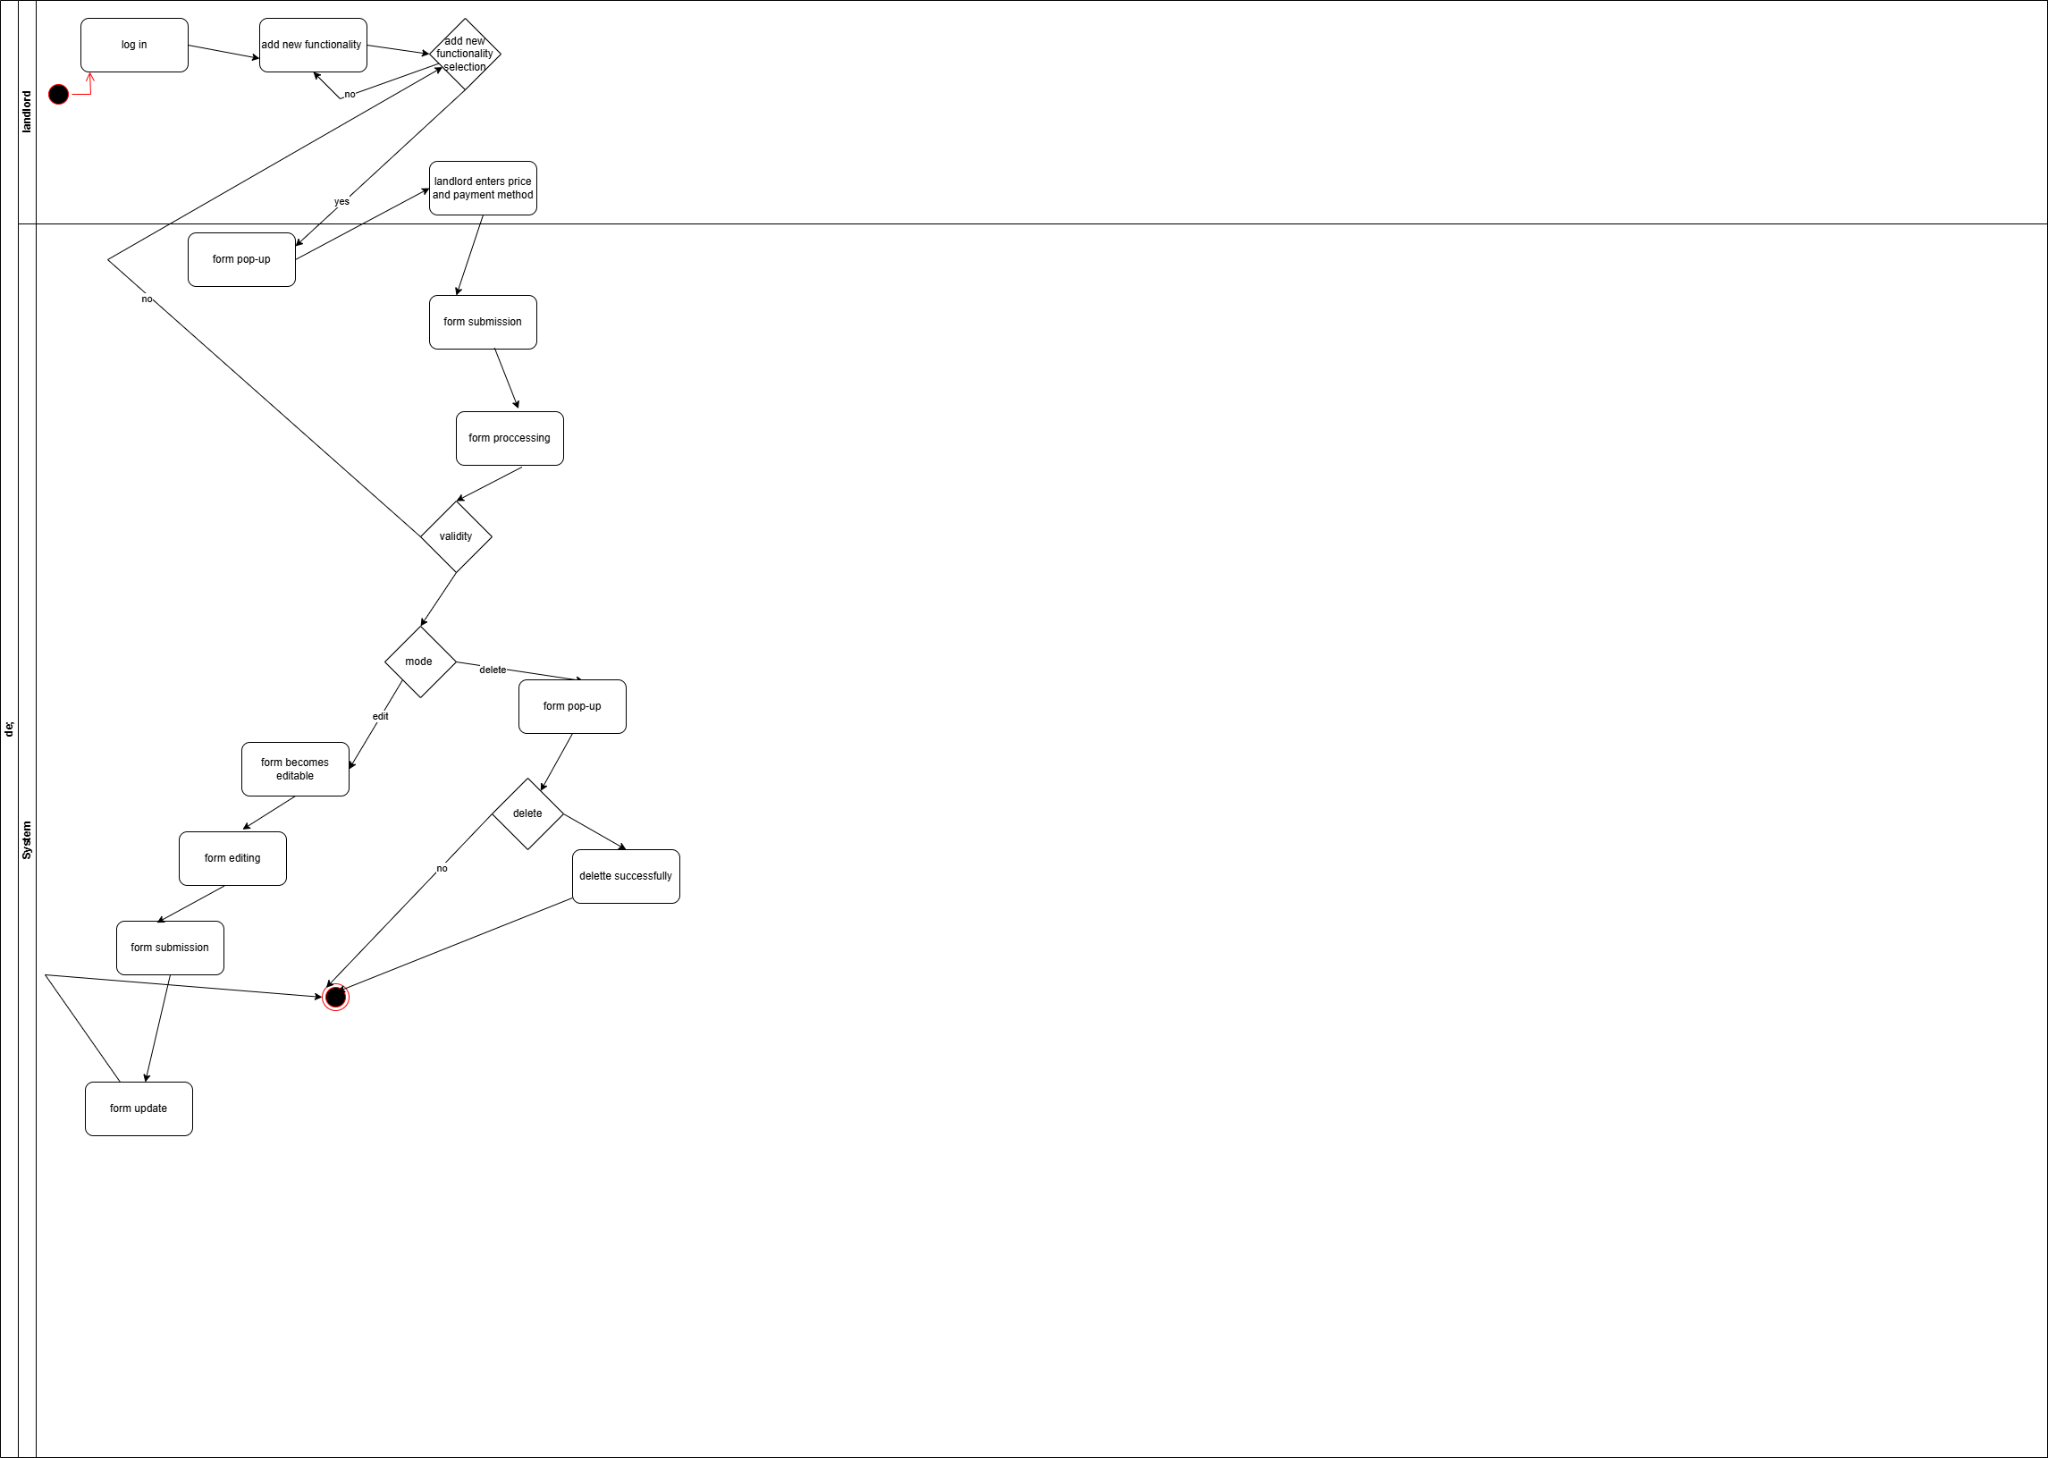 log in
add new functionality
add new
functionality
selection
no
landlord
landlord enters price
and payment method
yes
form pop-up
no
form submission
form proccessing
validity
mode
delete
form pop-up
edit
de;
form becomes
editable
delete
System
form editing
no
delette successfully
form submission
form update